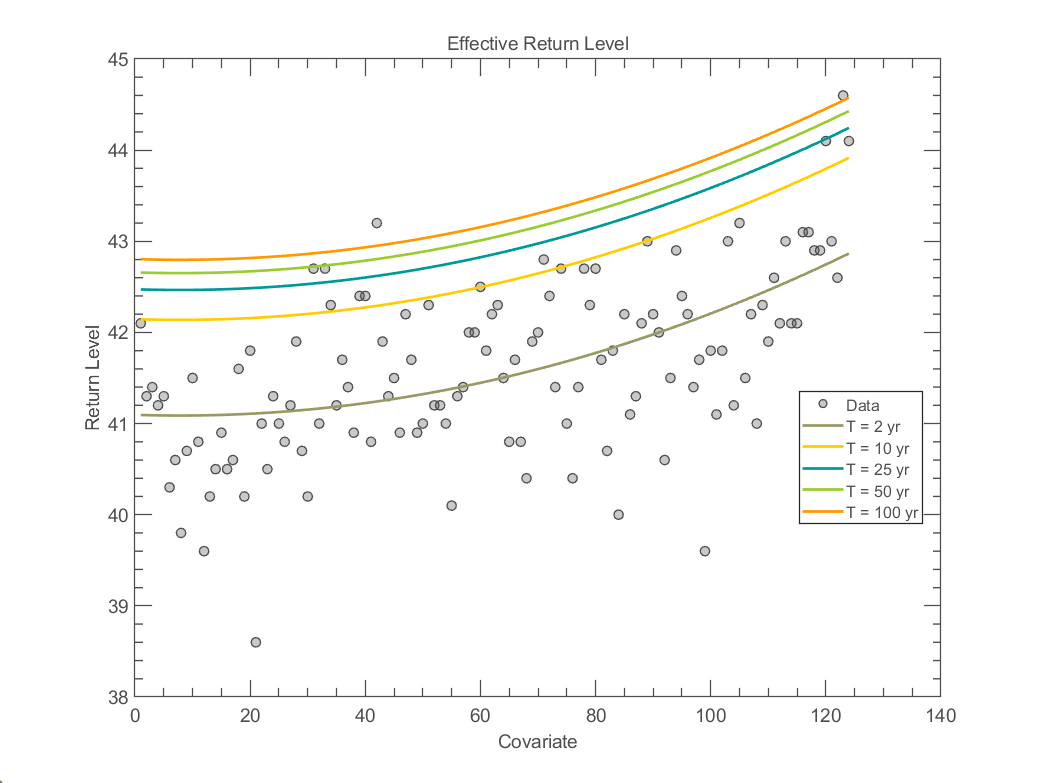 Effective Return Level
45
44
43
42
41
40
39
38
Return Level
0 20 40 60 80 100 120 140
Covariate
Data
T = 2 yr
T = 10 yr
T = 25 yr
T = 50 yr
T = 100 yr